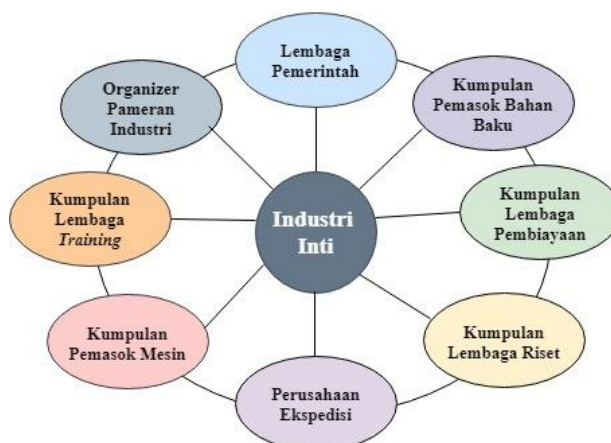 Lembaga
Pemerintah
Kumpulan
Pemasok Bahan
Baku
Kumpulan
Lembaga
Pembiayaan
Kumpulan
Lembaga Riset
Perusahaan
Ekspedisi
Kumpulan
Pemasok Mesin
Kumpulan
Lembaga
Training
Organizer
Pameran
Industri
Industri
Inti